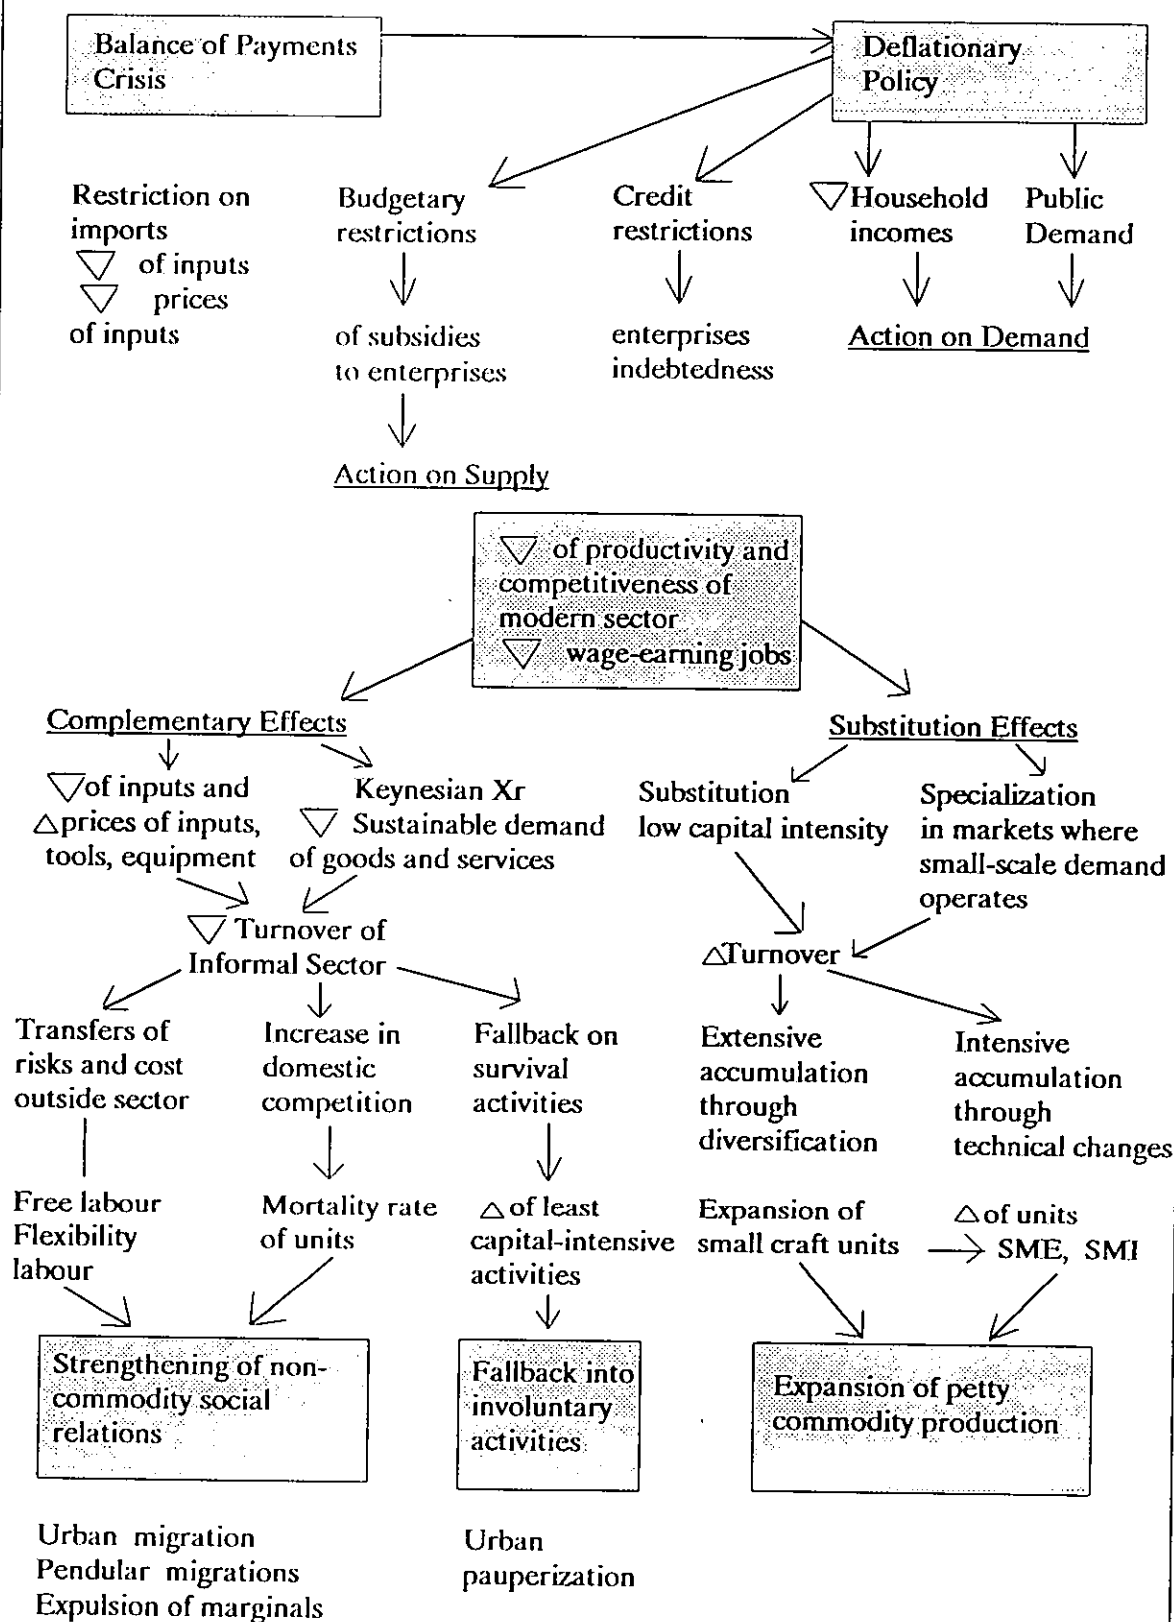 Balance of Payments
Crisis
Deflationary
Policy
Restriction on
imports
▽ of inputs
▽ prices
of inputs
Budgetary
restrictions
Credit
restrictions
▽Household
incomes
Public
Demand
of subsidies
to enterprises
enterprises
indebtedness
Action on Demand
Action on Supply
▽ of productivity and
competitiveness of
modern sector
▽ wage-earning jobs
Complementary Effects
Substitution Effects
▽of inputs and
△prices of inputs,
tools, equipment
Keynesian Xr
▽ Sustainable demand
of goods and services
Substitution
low capital intensity
Specialization
in markets where
small-scale demand
operates
▽ Turnover of
Informal Sector
△Turnover
Transfers of
risks and cost
outside sector
Increase in
domestic
competition
Fallback on
survival
activities
Extensive
accumulation
through
diversification
Intensive
accumulation
through
technical changes
Free labour
Flexibility
labour
Mortality rate
of units
△ of least
capital-intensive
activities
Expansion of
small craft units
△ of units
SME, SMI
Strengthening of non-
commodity social
relations
Fallback into
involuntary
activities
Expansion of petty
commodity production
Urban migration
Pendular migrations
Expulsion of marginals
Urban
pauperization